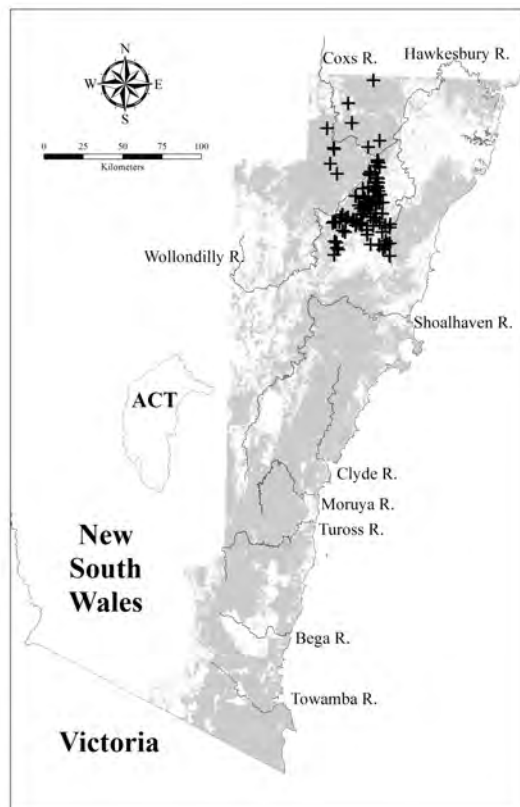 Coxs R.
Hawkesbury R.
N
W
E
S
0 25 50 100
Kilometers
Wollondilly R.
Shoalhaven R.
ACT
Clyde R.
Moruya R.
Tuross R.
New
South
Wales
Bega R.
Towamba R.
Victoria